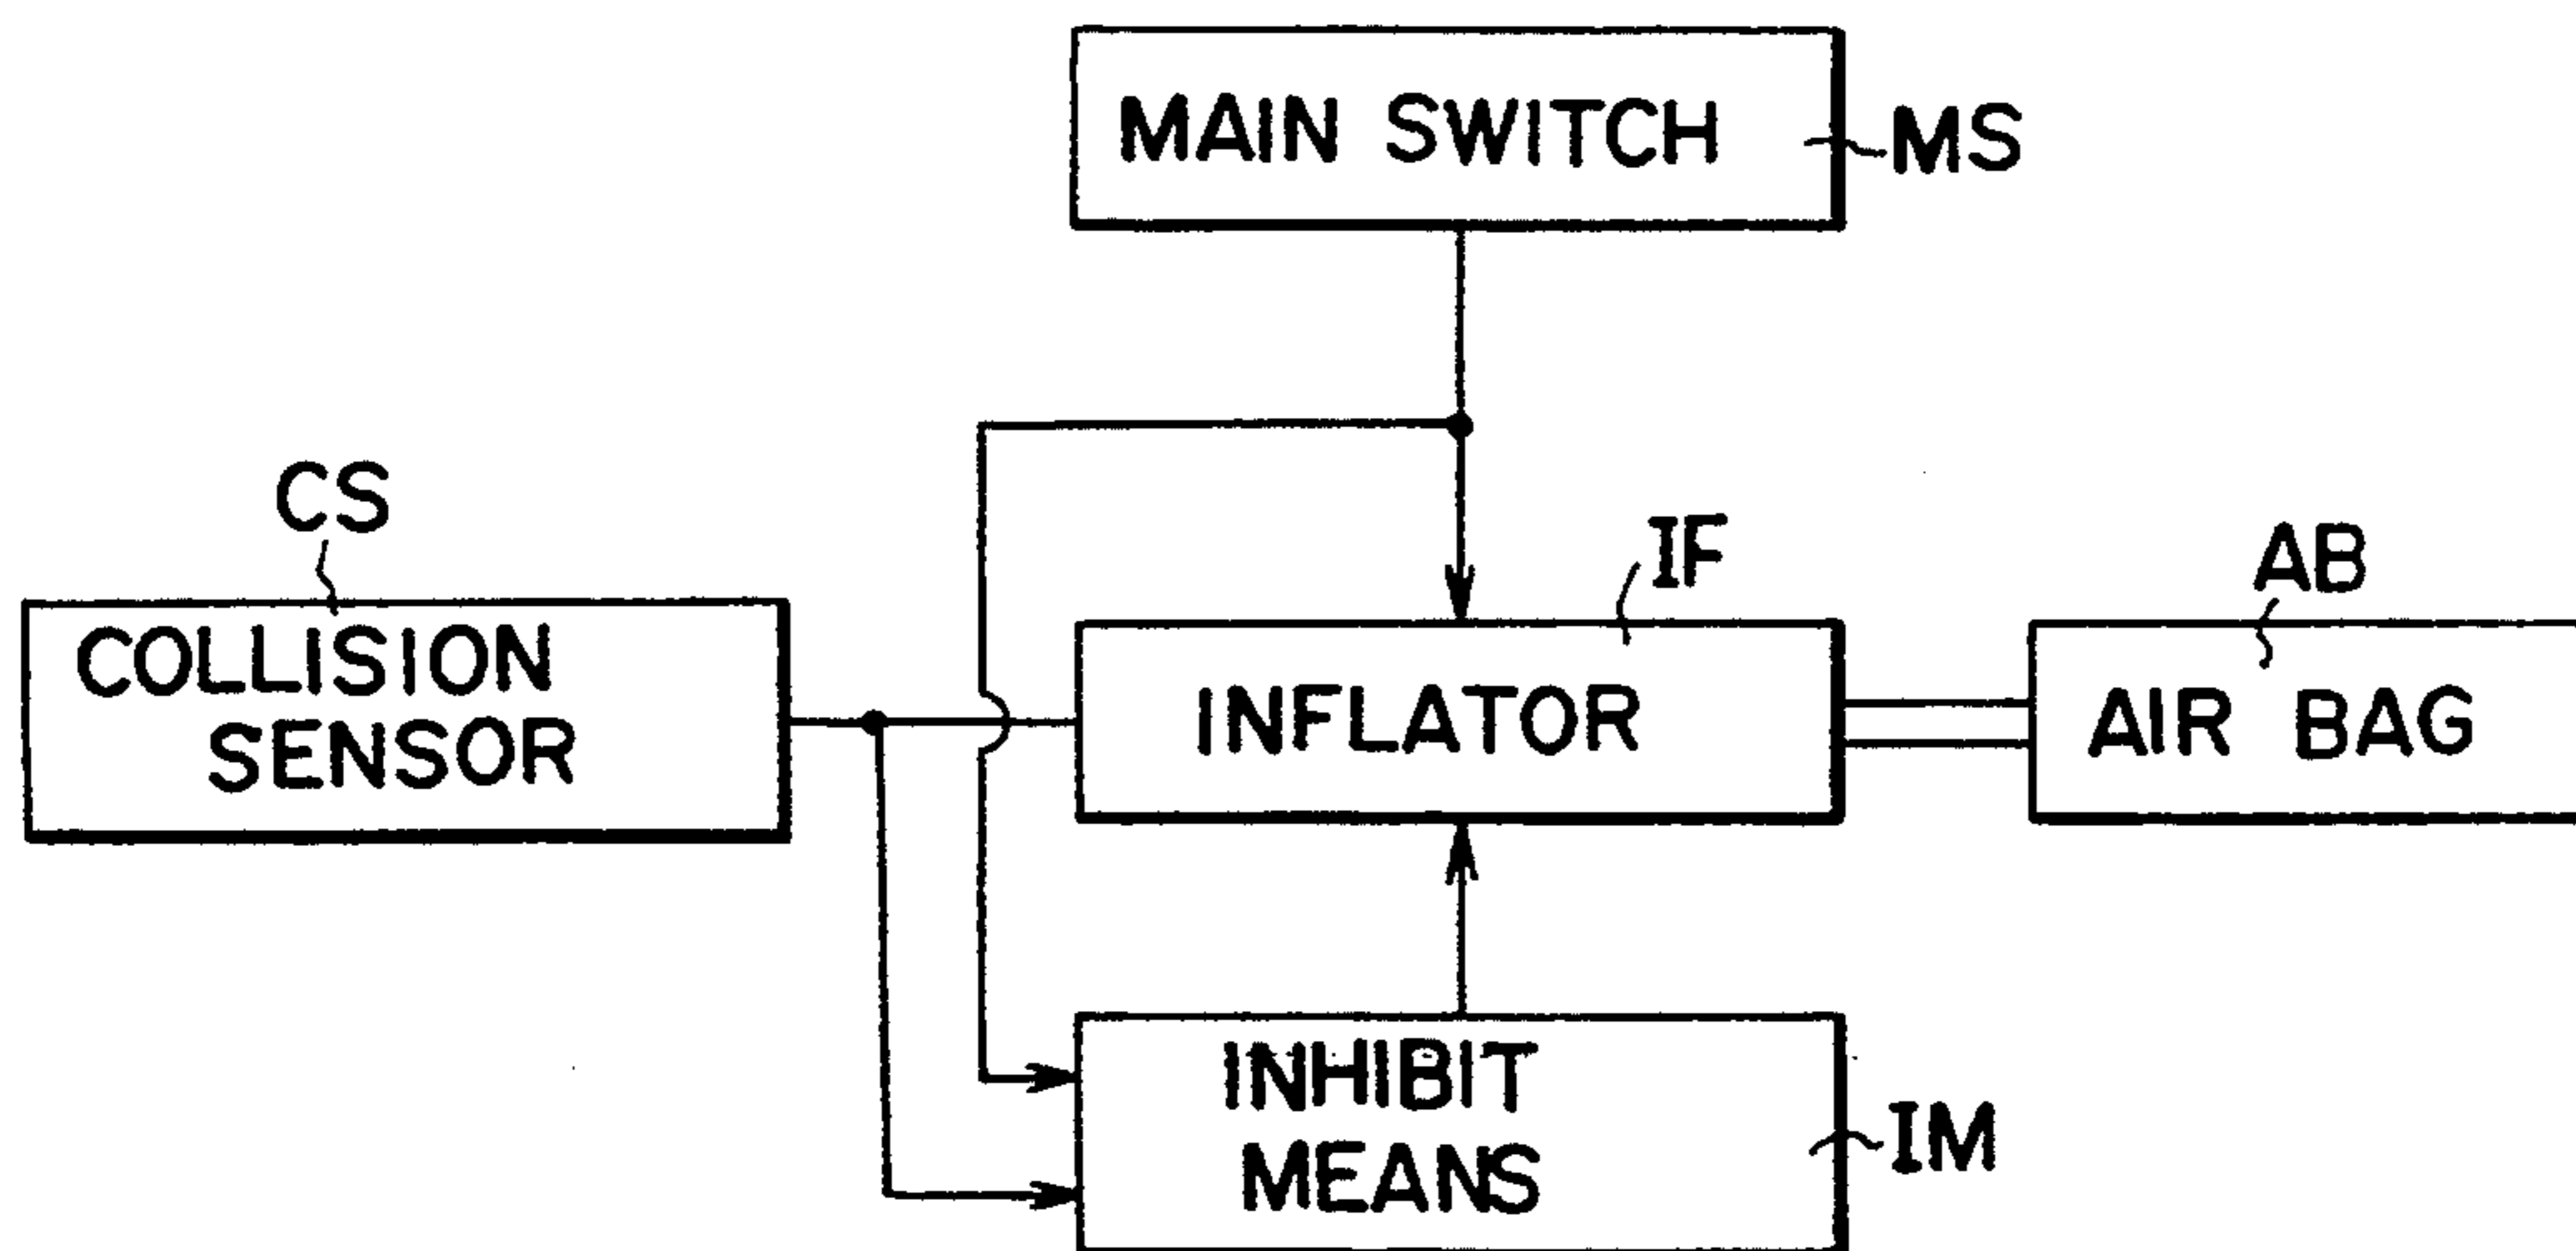 MAIN SWITCH
MS
CS
COLLISION
SENSOR
IF
INFLATOR
AB
AIR BAG
INHIBIT
MEANS
IM